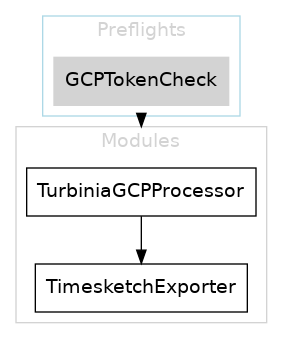 Preflights
GCPTokenCheck
Modules
TurbiniaGCPProcessor
TimesketchExporter